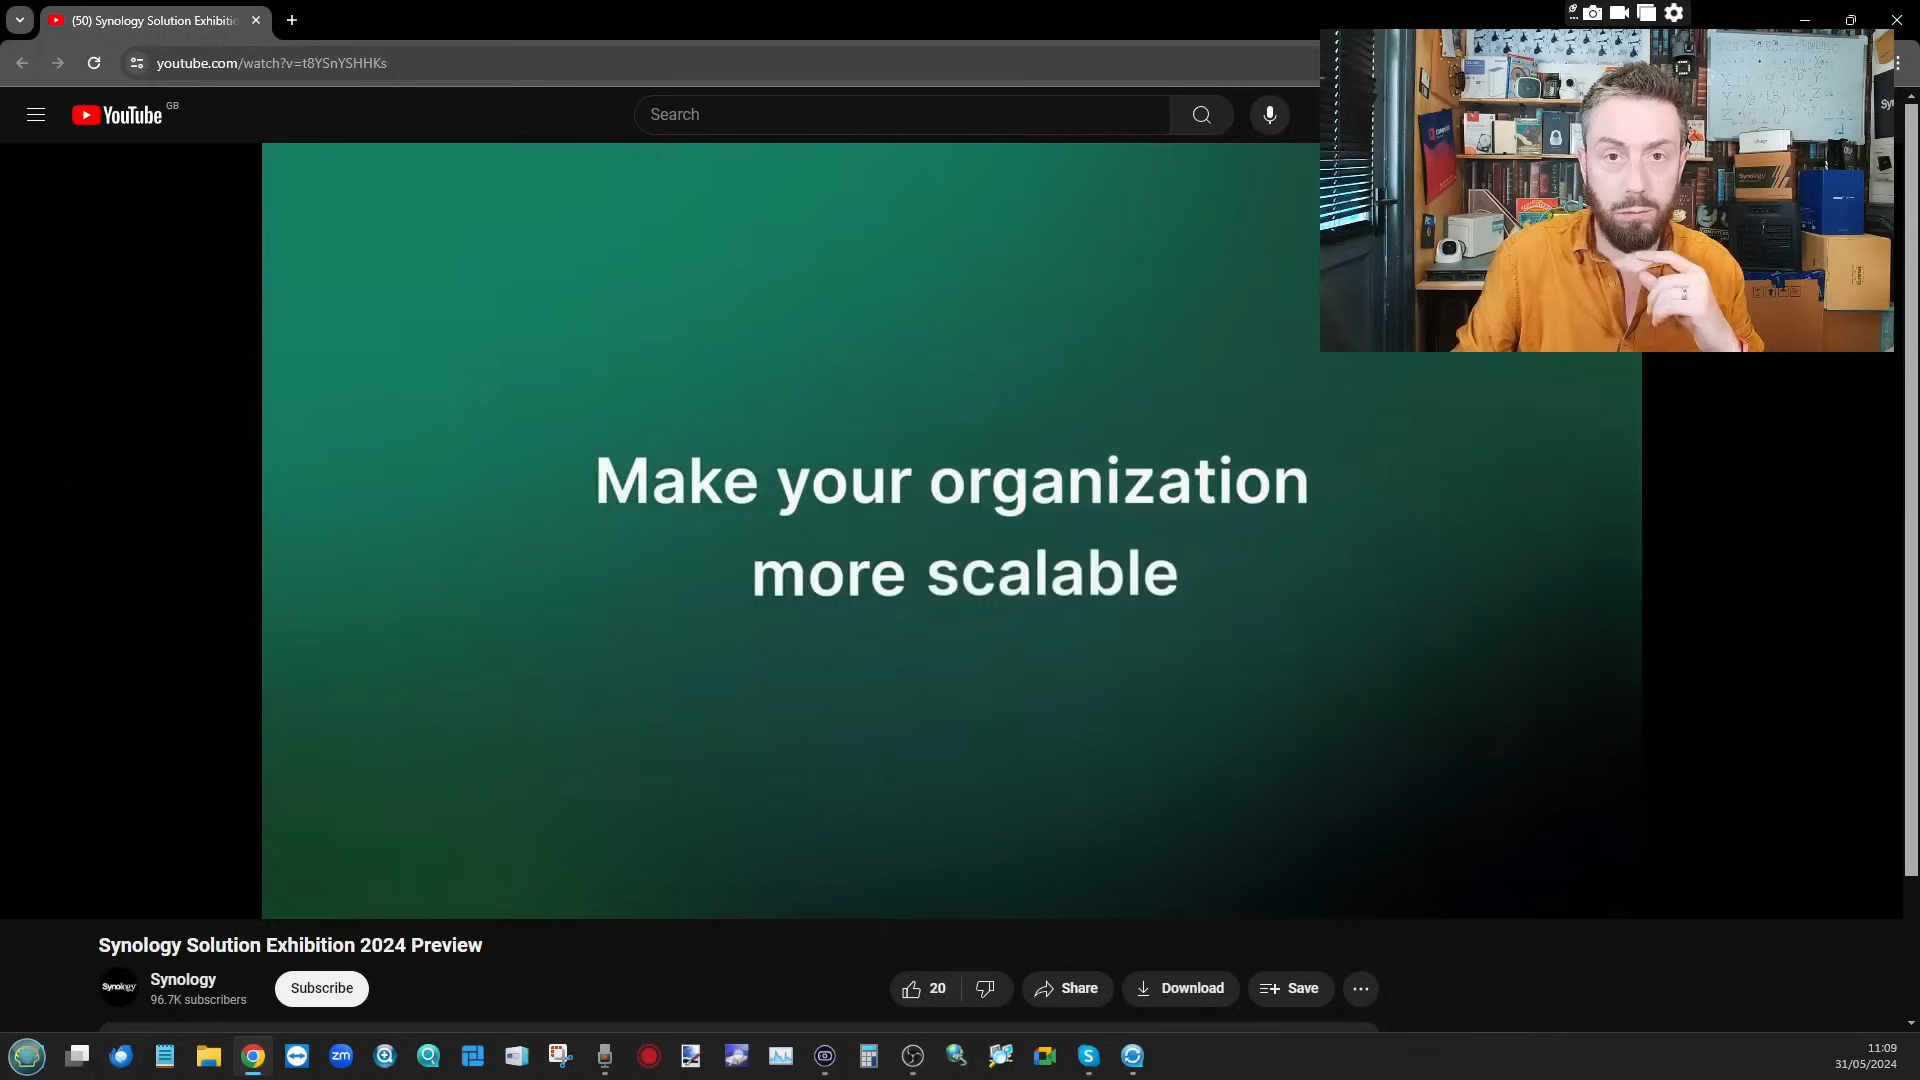 (50) Synology Solution Exhibitio
youtube.com/watch?v=t8YSnYSHHKs
YouTube GB
Search
Make your organization
more scalable
Synology Solution Exhibition 2024 Preview
Synology
Synology
96.7K subscribers
Subscribe
20
Share
Download
Save
zm
11:09
31/05/2024